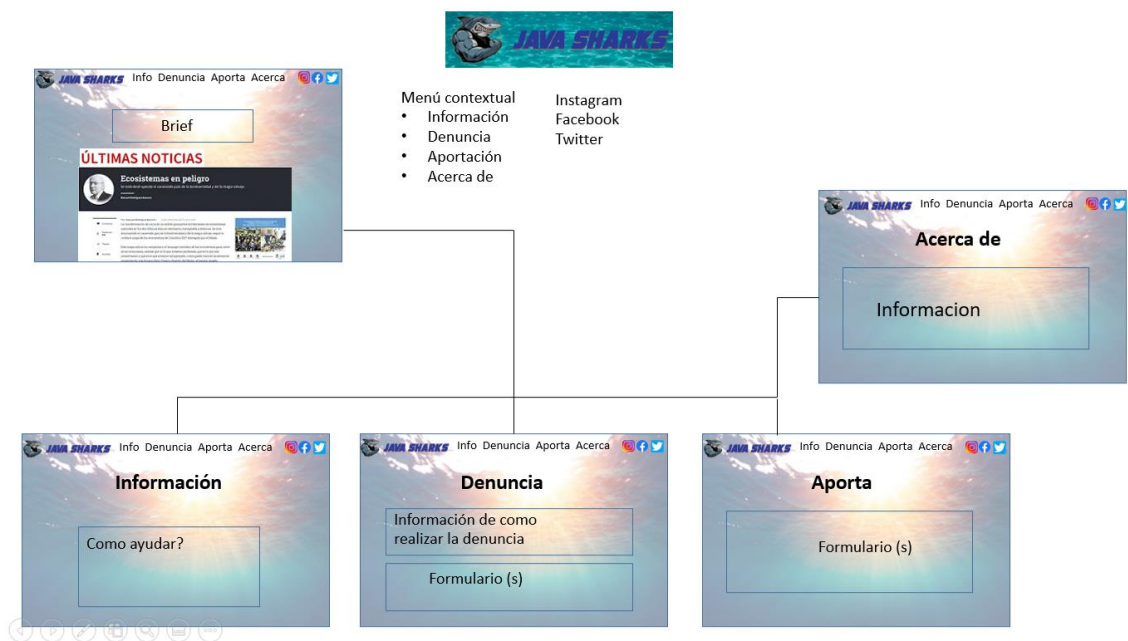 JAVA SHARKS
JAVA SHARKS Info Denuncia Aporta Acerca
Brief
ÚLTIMAS NOTICIAS
Ecosistemas en peligro
Menú contextual
• Información
• Denuncia
• Aportación
• Acerca de
Instagram
Facebook
Twitter
JAVA SHARKS Info Denuncia Aporta Acerca
Acerca de
Informacion
JAVA SHARKS Info Denuncia Aporta Acerca
Información
Como ayudar?
JAVA SHARKS Info Denuncia Aporta Acerca
Denuncia
Información de como
realizar la denuncia
Formulario (s)
JAVA SHARKS Info Denuncia Aporta Acerca
Aporta
Formulario (s)